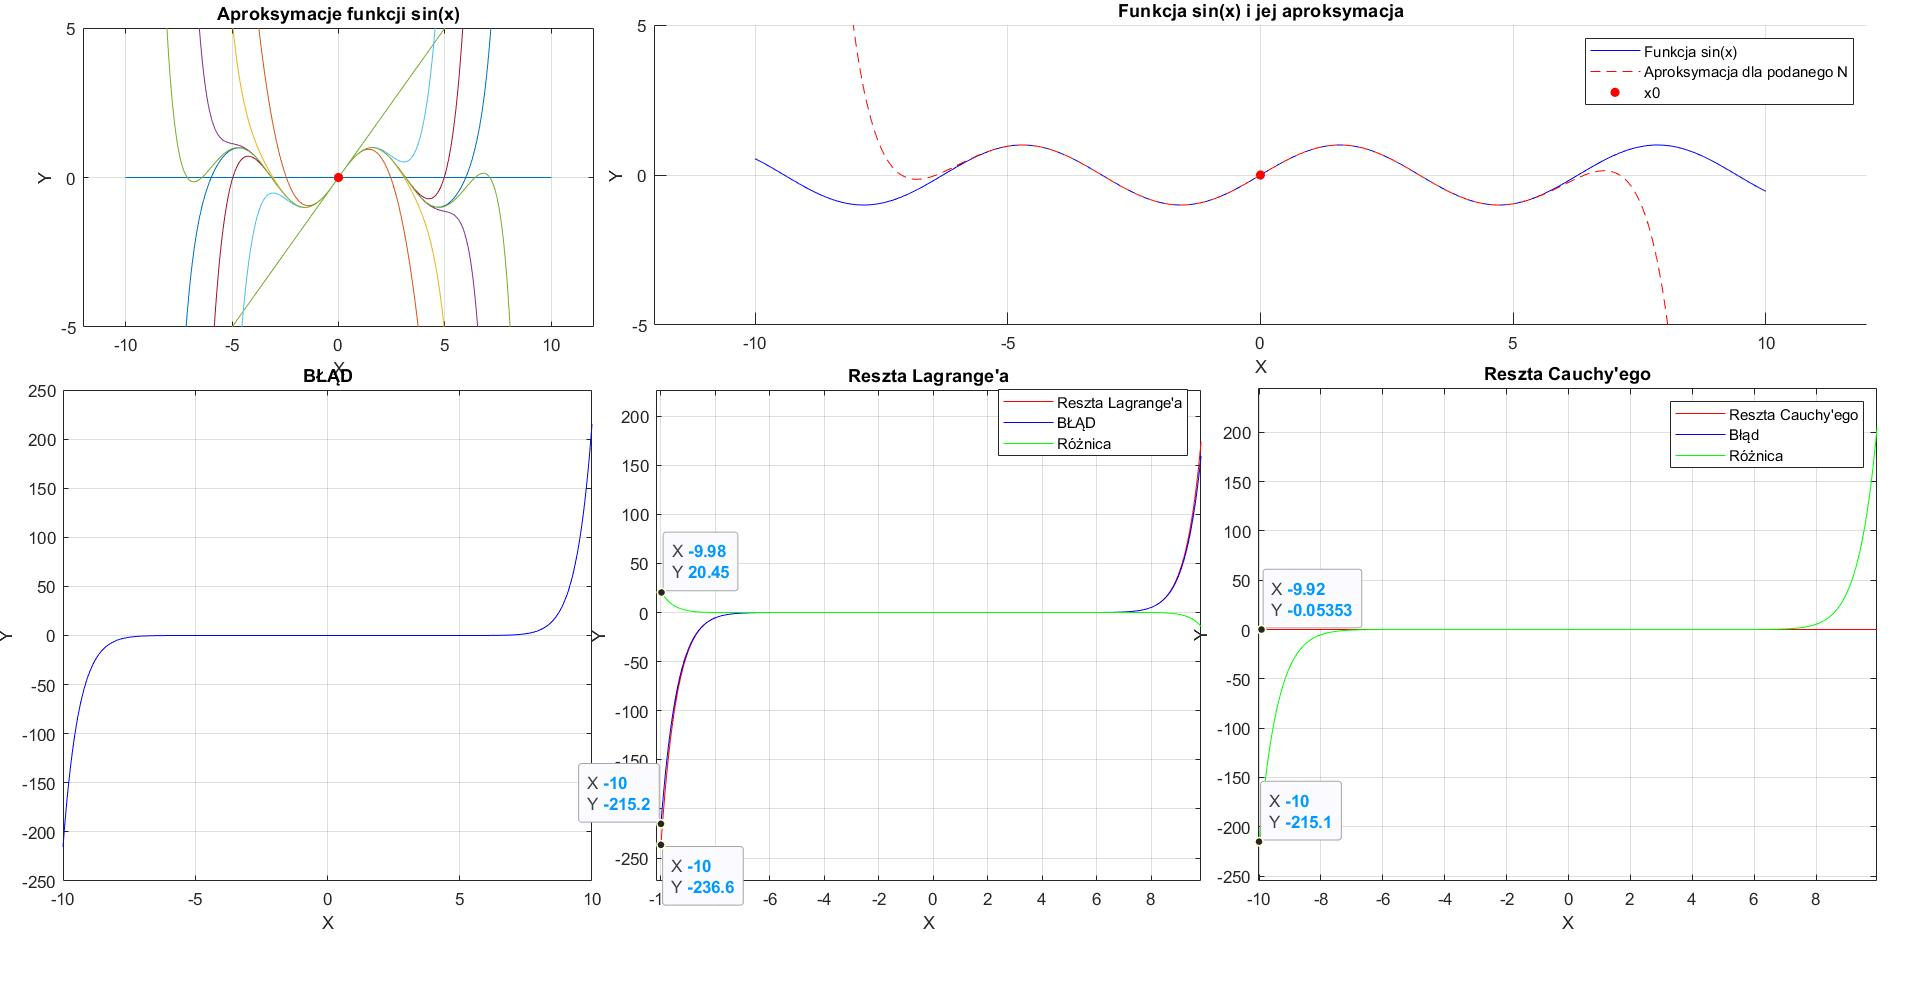 Aproksymacje funkcji sin(x)
5
0
-5
Y
-10 -5 0 5 10
X
Funkcja sin(x) i jej aproksymacja
5
0
-5
Y
Funkcja sin(x)
Aproksymacja dla podanego N
x0
-10 -5 0 5 10
X
BŁĄD
250
200
150
100
50
0
-50
-100
-150
-200
-250
Y
-10 -5 0 5 10
X
Reszta Lagrange'a
200
150
100
50
0
-50
-100
-150
-250
Y
Reszta Lagrange'a
BŁĄD
Różnica
X -9.98
Y 20.45
X -10
Y -215.2
X -10
Y -236.6
-6 -4 -2 0 2 4 6 8
X
Reszta Cauchy'ego
200
150
100
50
0
-50
-100
-150
-200
-250
Y
Reszta Cauchy'ego
Błąd
Różnica
X -9.92
Y -0.05353
X -10
Y -215.1
-10 -8 -6 -4 -2 0 2 4 6 8
X